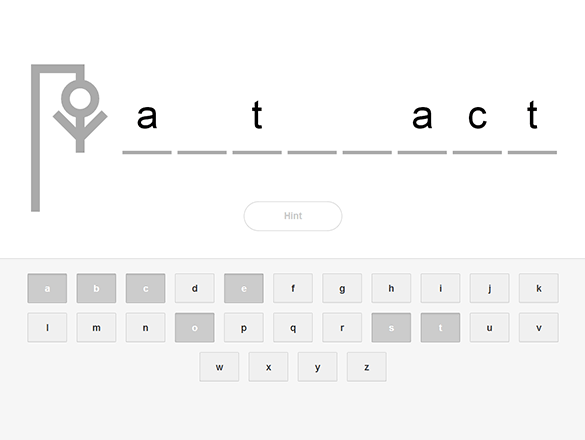 a _ t _ _ a c t
Hint
a b c d e f g h i j k
l m n o p q r s t u v
w x y z